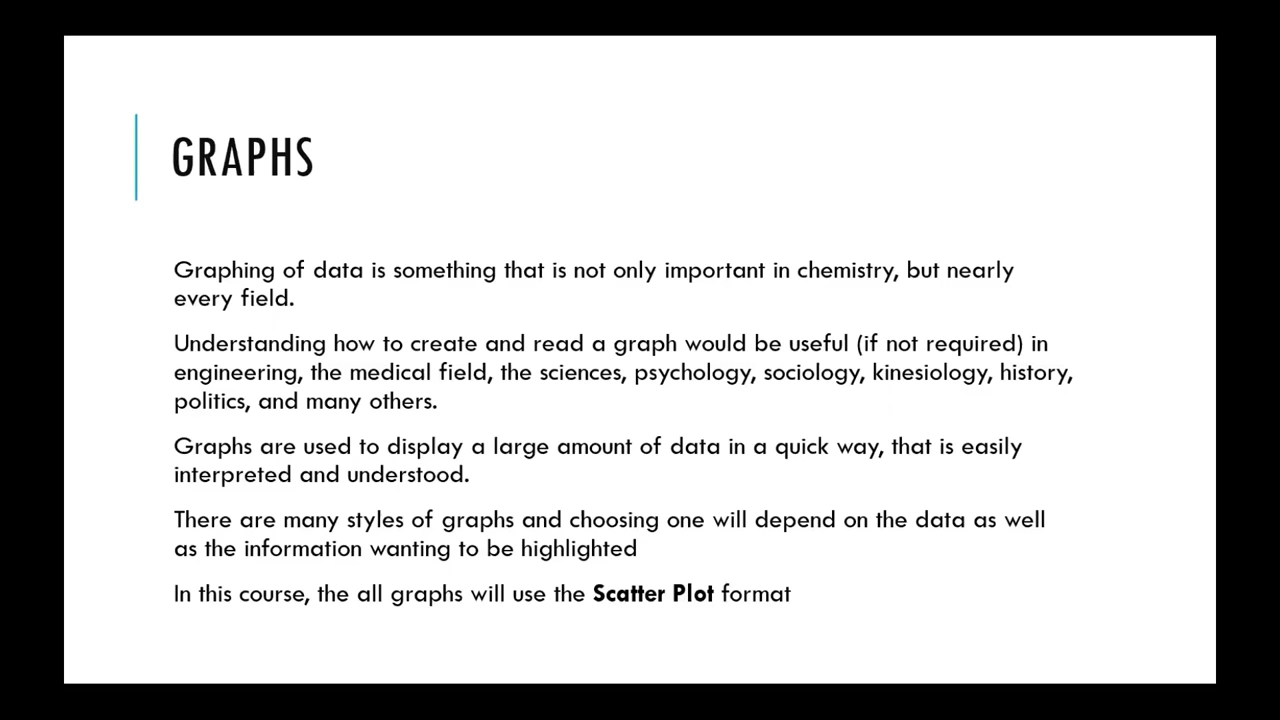 GRAPHS
Graphing of data is something that is not only important in chemistry, but nearly
every field.
Understanding how to create and read a graph would be useful (if not required) in
engineering, the medical field, the sciences, psychology, sociology, kinesiology, history,
politics, and many others.
Graphs are used to display a large amount of data in a quick way, that is easily
interpreted and understood.
There are many styles of graphs and choosing one will depend on the data as well
as the information wanting to be highlighted
In this course, the all graphs will use the Scatter Plot format